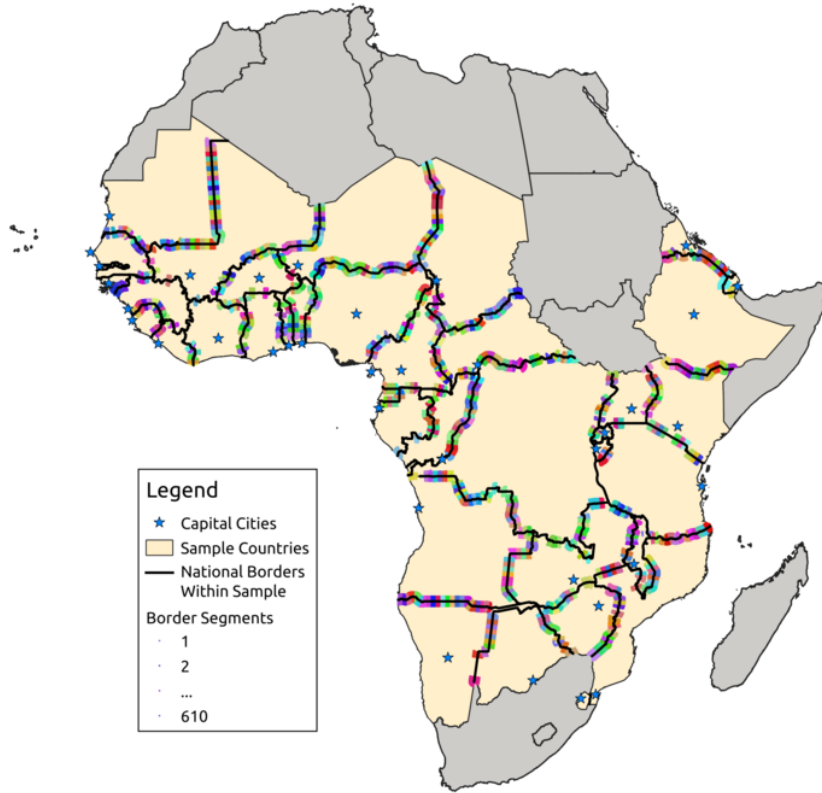 Legend
Capital Cities
Sample Countries
National Borders
Within Sample
Border Segments
1
2
...
610